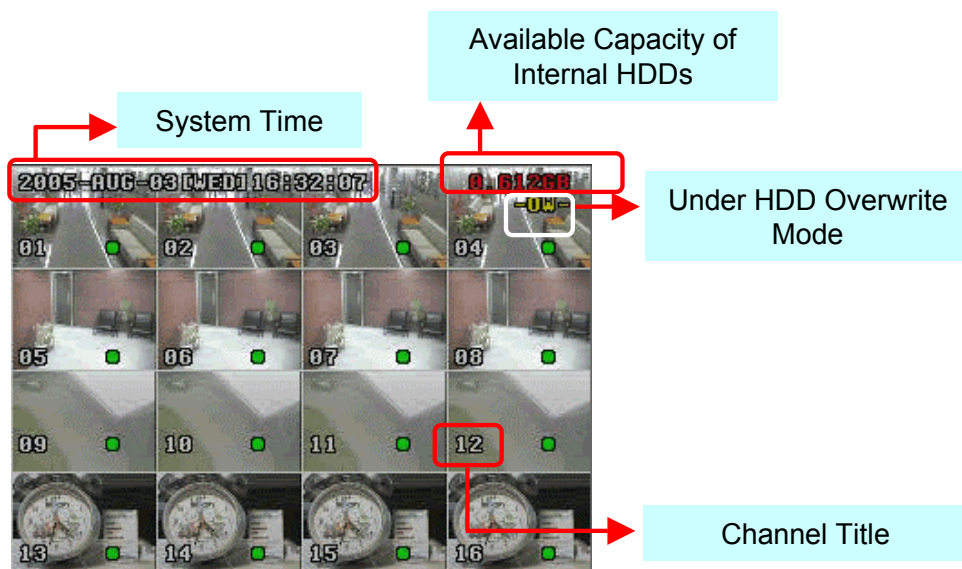 Available Capacity of
Internal HDDs
System Time
2005-AUG-03[WED]16:32:07
0.612GB
-OW-
Under HDD Overwrite
Mode
01 02 03 04
05 06 07 08
09 10 11 12
13 14 15 16
Channel Title